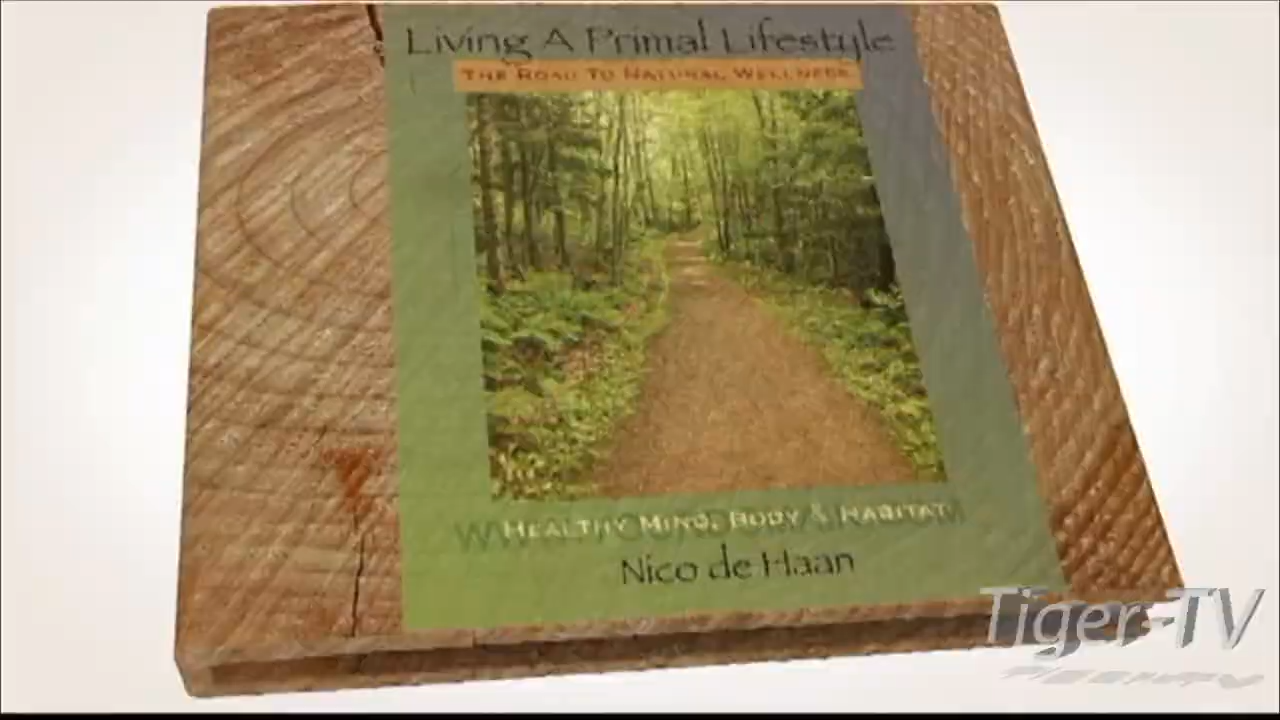 Living A Primal Lifestyle
THE ROAD TO NATURAL WELLNESS
HEALTHY MIND, BODY & HABITAT
Nico de Haan
Tiger-TV